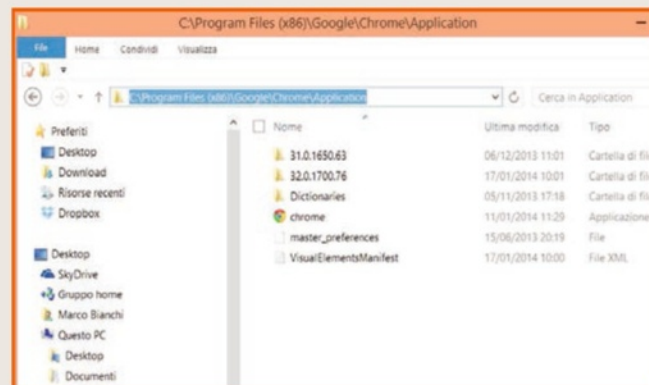 C:\Program Files (x86)\Google\Chrome\Application
File Home Condividi Visualizza
C:\Program Files (x86)\Google\Chrome\Application
Cerca in Application
Preferiti
Desktop
Download
Risorse recenti
Dropbox
Desktop
SkyDrive
Gruppo home
Marco Bianchi
Questo PC
Desktop
Documenti
Nome Ultima modifica Tipo
31.0.1650.63 06/12/2013 11:01 Cartella di file
32.0.1700.76 17/01/2014 10:01 Cartella di file
Dictionaries 05/11/2013 17:18 Cartella di file
chrome 11/01/2014 11:29 Applicazione
master_preferences 15/06/2013 20:19 File
VisualElementsManifest 17/01/2014 10:00 File XML